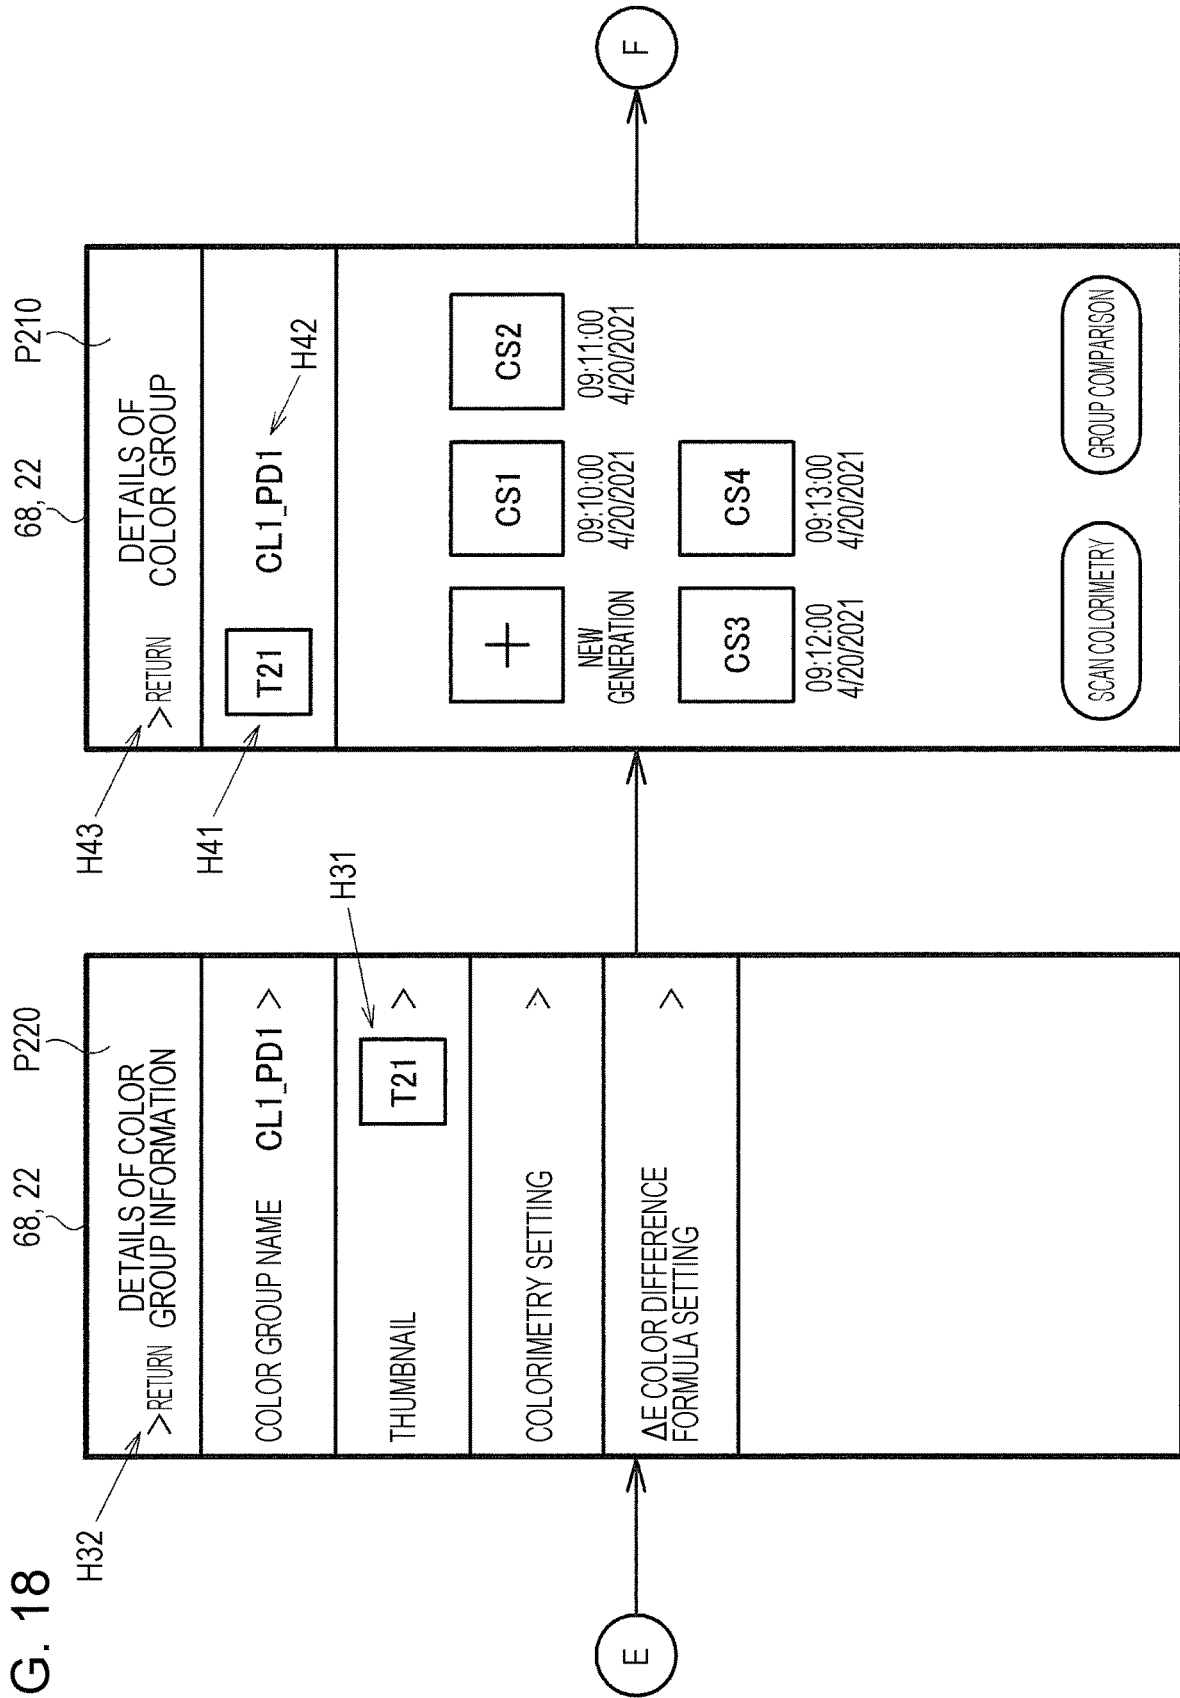 G. 18
68, 22
P220
H32
>RETURN
DETAILS OF COLOR
GROUP INFORMATION
COLOR GROUP NAME CL1_PD1 >
THUMBNAIL T21 >
H31
COLORIMETRY SETTING >
ΔE COLOR DIFFERENCE
FORMULA SETTING >
E
68, 22
P210
H43
>RETURN
DETAILS OF
COLOR GROUP
H41
T21 CL1_PD1
H42
+ CS1 CS2
NEW
GENERATION
09:10:00
4/20/2021
09:11:00
4/20/2021
CS3 CS4
09:12:00
4/20/2021
09:13:00
4/20/2021
SCAN COLORIMETRY
GROUP COMPARISON
F